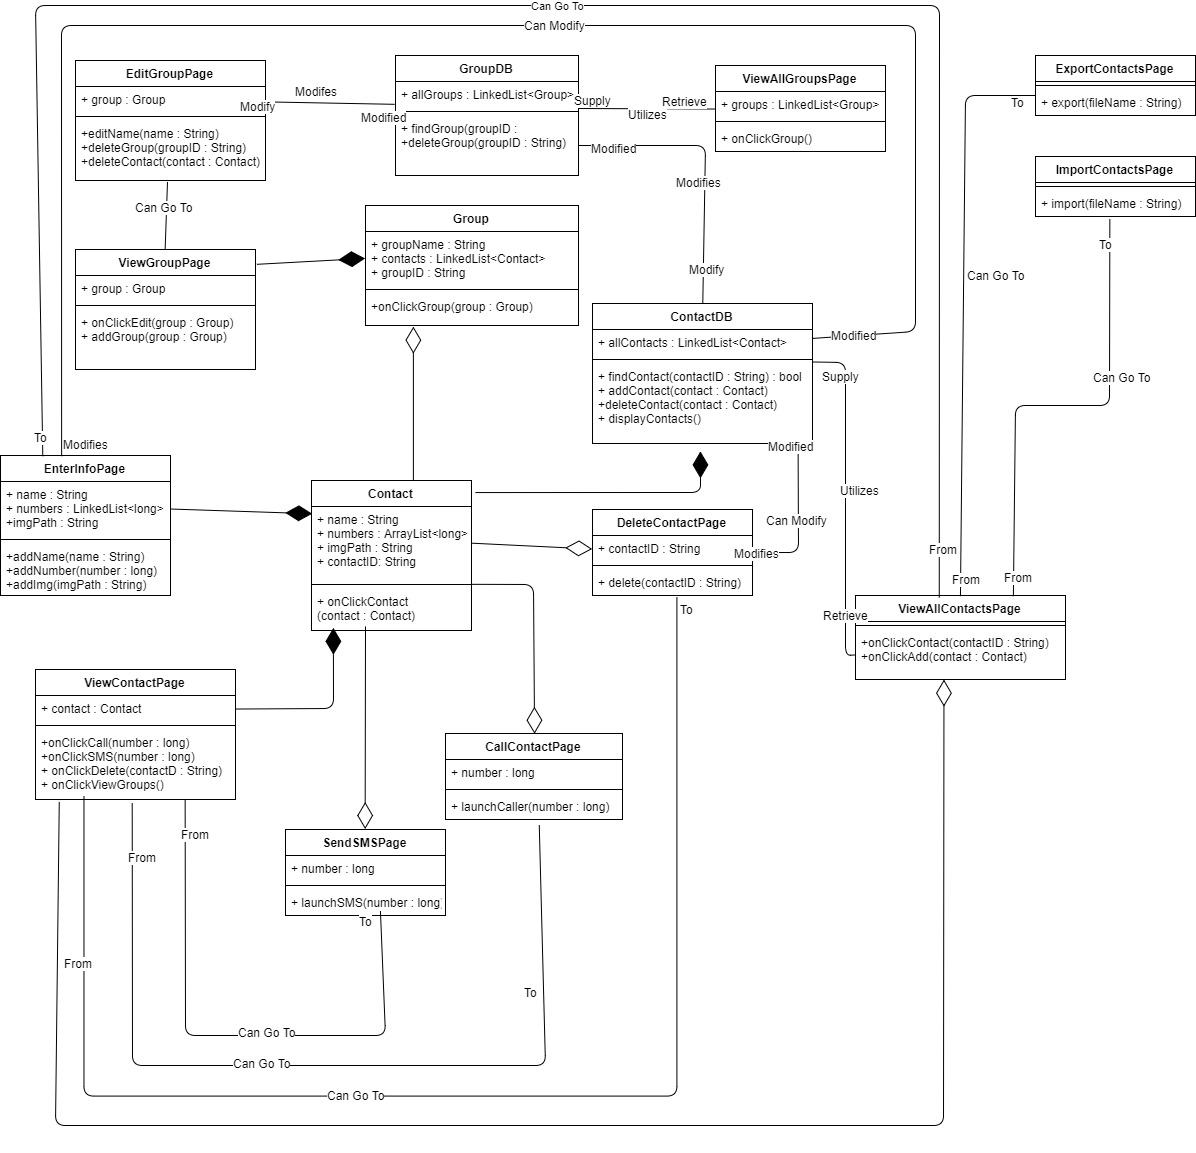 Can Go To
Can Modify
EditGroupPage
+ group : Group
+editName(name : String)
+deleteGroup(groupID : String)
+deleteContact(contact : Contact)
Modify
Modifes
Modified
GroupDB
+ allGroups : LinkedList<Group>
+ findGroup(groupID :
+deleteGroup(groupID : String)
Supply
Utilizes
Retrieve
ViewAllGroupsPage
+ groups : LinkedList<Group>
+ onClickGroup()
ExportContactsPage
+ export(fileName : String)
To
ImportContactsPage
+ import(fileName : String)
To
Modified
Modifies
Modify
Can Go To
Can Go To
Can Go To
ViewGroupPage
+ group : Group
+ onClickEdit(group : Group)
+ addGroup(group : Group)
Group
+ groupName : String
+ contacts : LinkedList<Contact>
+ groupID : String
+onClickGroup(group : Group)
ContactDB
+ allContacts : LinkedList<Contact>
+ findContact(contactID : String) : bool
+ addContact(contact : Contact)
+deleteContact(contact : Contact)
+ displayContacts()
Modified
Supply
Modified
Utilizes
Can Modify
Modifies
Retrieve
To
Modifies
EnterInfoPage
+ name : String
+ numbers : LinkedList<long>
+imgPath : String
+addName(name : String)
+addNumber(number : long)
+addImg(imgPath : String)
Contact
+ name : String
+ numbers : ArrayList<long>
+ imgPath : String
+ contactID: String
+ onClickContact
(contact : Contact)
DeleteContactPage
+ contactID : String
+ delete(contactID : String)
To
From
From
From
ViewAllContactsPage
+onClickContact(contactID : String)
+onClickAdd(contact : Contact)
ViewContactPage
+ contact : Contact
+onClickCall(number : long)
+onClickSMS(number : long)
+ onClickDelete(contactD : String)
+ onClickViewGroups()
CallContactPage
+ number : long
+ launchCaller(number : long)
SendSMSPage
+ number : long
+ launchSMS(number : long
To
From
From
From
To
Can Go To
Can Go To
Can Go To